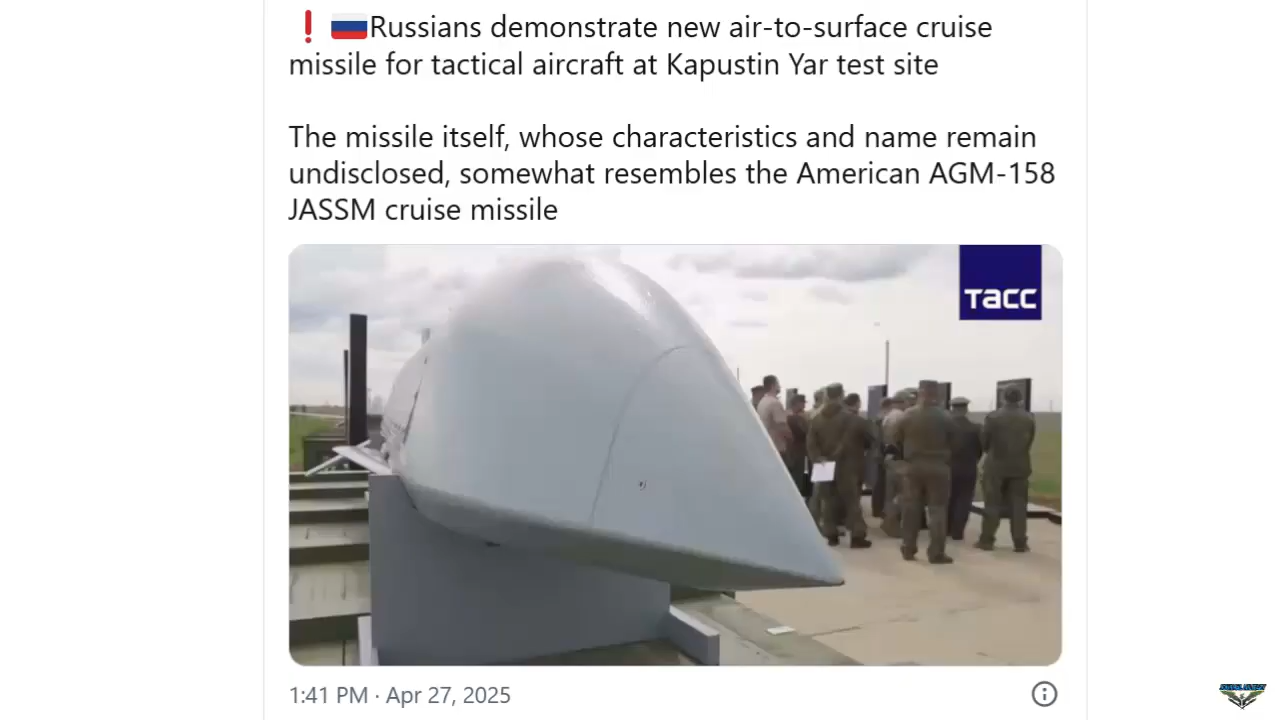 ❗🇷🇺Russians demonstrate new air-to-surface cruise
missile for tactical aircraft at Kapustin Yar test site
The missile itself, whose characteristics and name remain
undisclosed, somewhat resembles the American AGM-158
JASSM cruise missile
тасс
1:41 PM · Apr 27, 2025